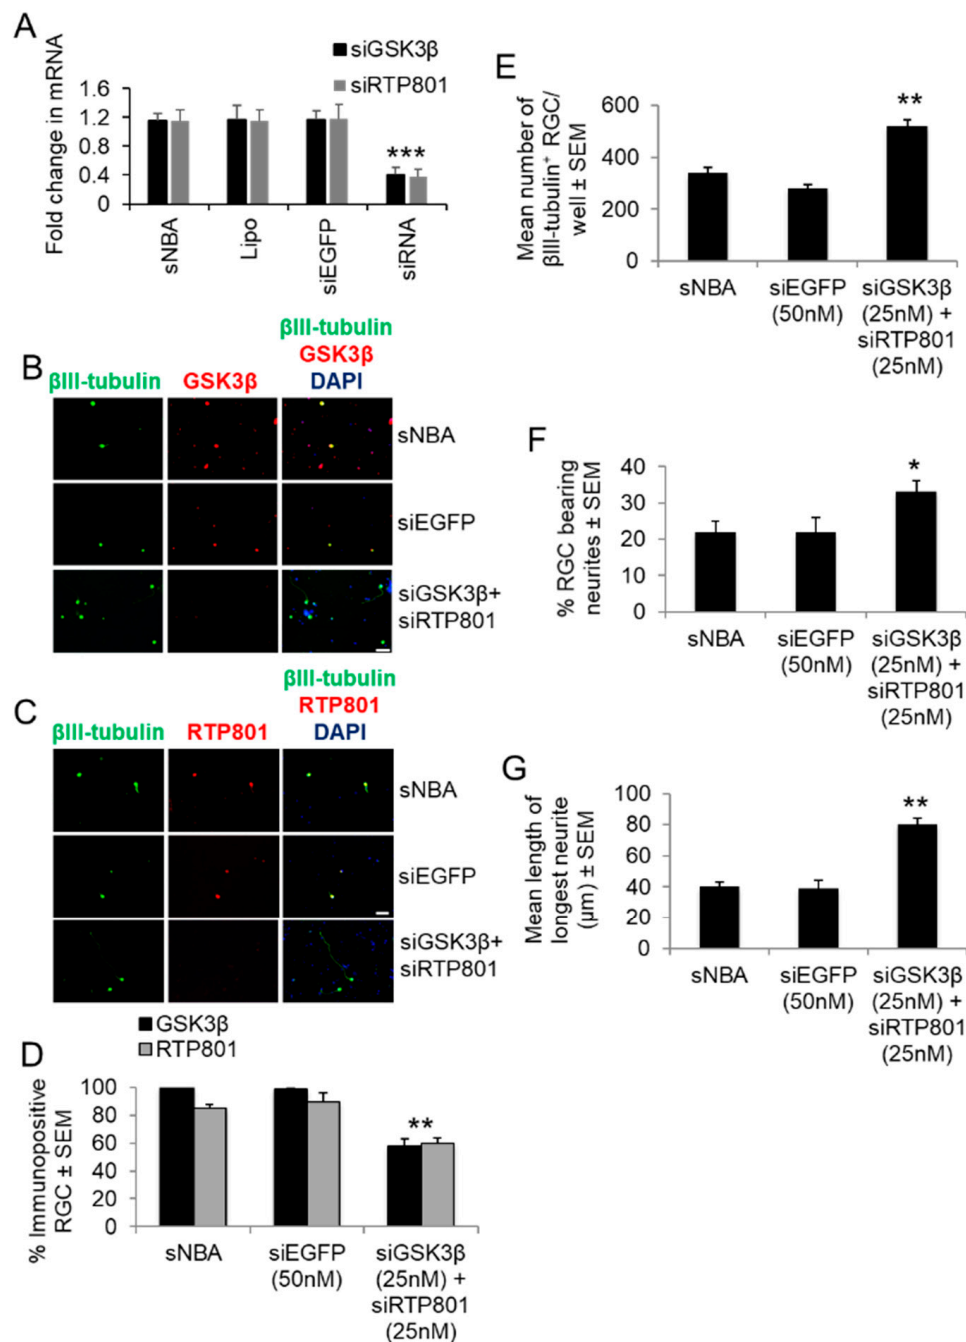 A
Fold change in mRNA
siGSK3β
siRTP801
1.6
1.2
0.8
0.4
0
***
sNBA
Lipo
siEGFP
siRNA
B
βIII-tubulin
GSK3β
βIII-tubulin
GSK3β
DAPI
sNBA
siEGFP
siGSK3β+
siRTP801
C
βIII-tubulin
RTP801
βIII-tubulin
RTP801
DAPI
sNBA
siEGFP
siGSK3β+
siRTP801
D
GSK3β
RTP801
% Immunopositive
RGC ± SEM
100
80
60
40
20
0
**
sNBA
siEGFP
(50nM)
siGSK3β
(25nM) +
siRTP801
(25nM)
E
Mean number of
βIII-tubulin⁺ RGC/
well ± SEM
600
400
200
0
**
sNBA
siEGFP
(50nM)
siGSK3β
(25nM) +
siRTP801
(25nM)
F
% RGC bearing
neurites ± SEM
40
30
20
10
0
*
sNBA
siEGFP
(50nM)
siGSK3β
(25nM) +
siRTP801
(25nM)
G
Mean length of
longest neurite
(µm) ± SEM
100
80
60
40
20
0
**
sNBA
siEGFP
(50nM)
siGSK3β
(25nM) +
siRTP801
(25nM)